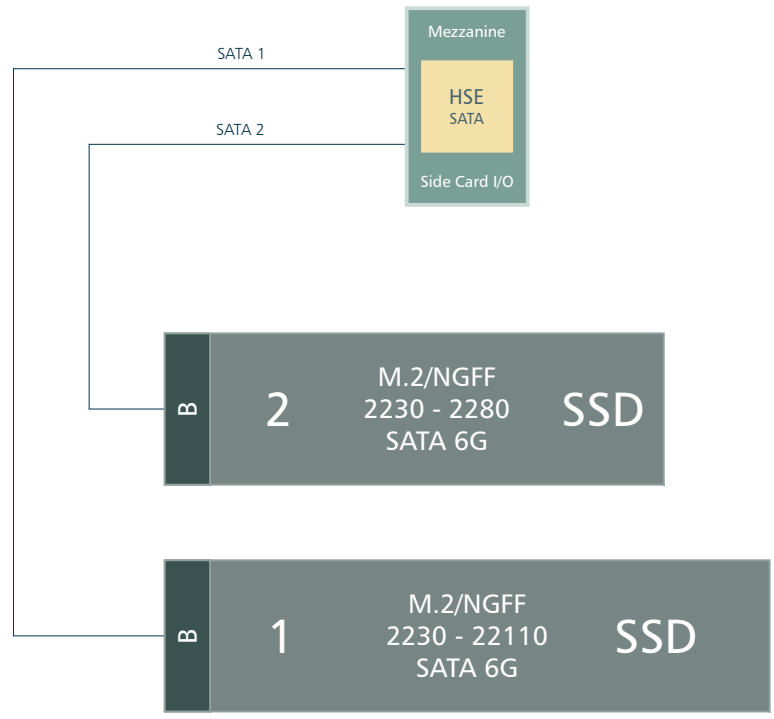 Mezzanine
SATA 1
HSE
SATA
SATA 2
Side Card I/O
B
2
M.2/NGFF
2230 - 2280
SATA 6G
SSD
B
1
M.2/NGFF
2230 - 22110
SATA 6G
SSD